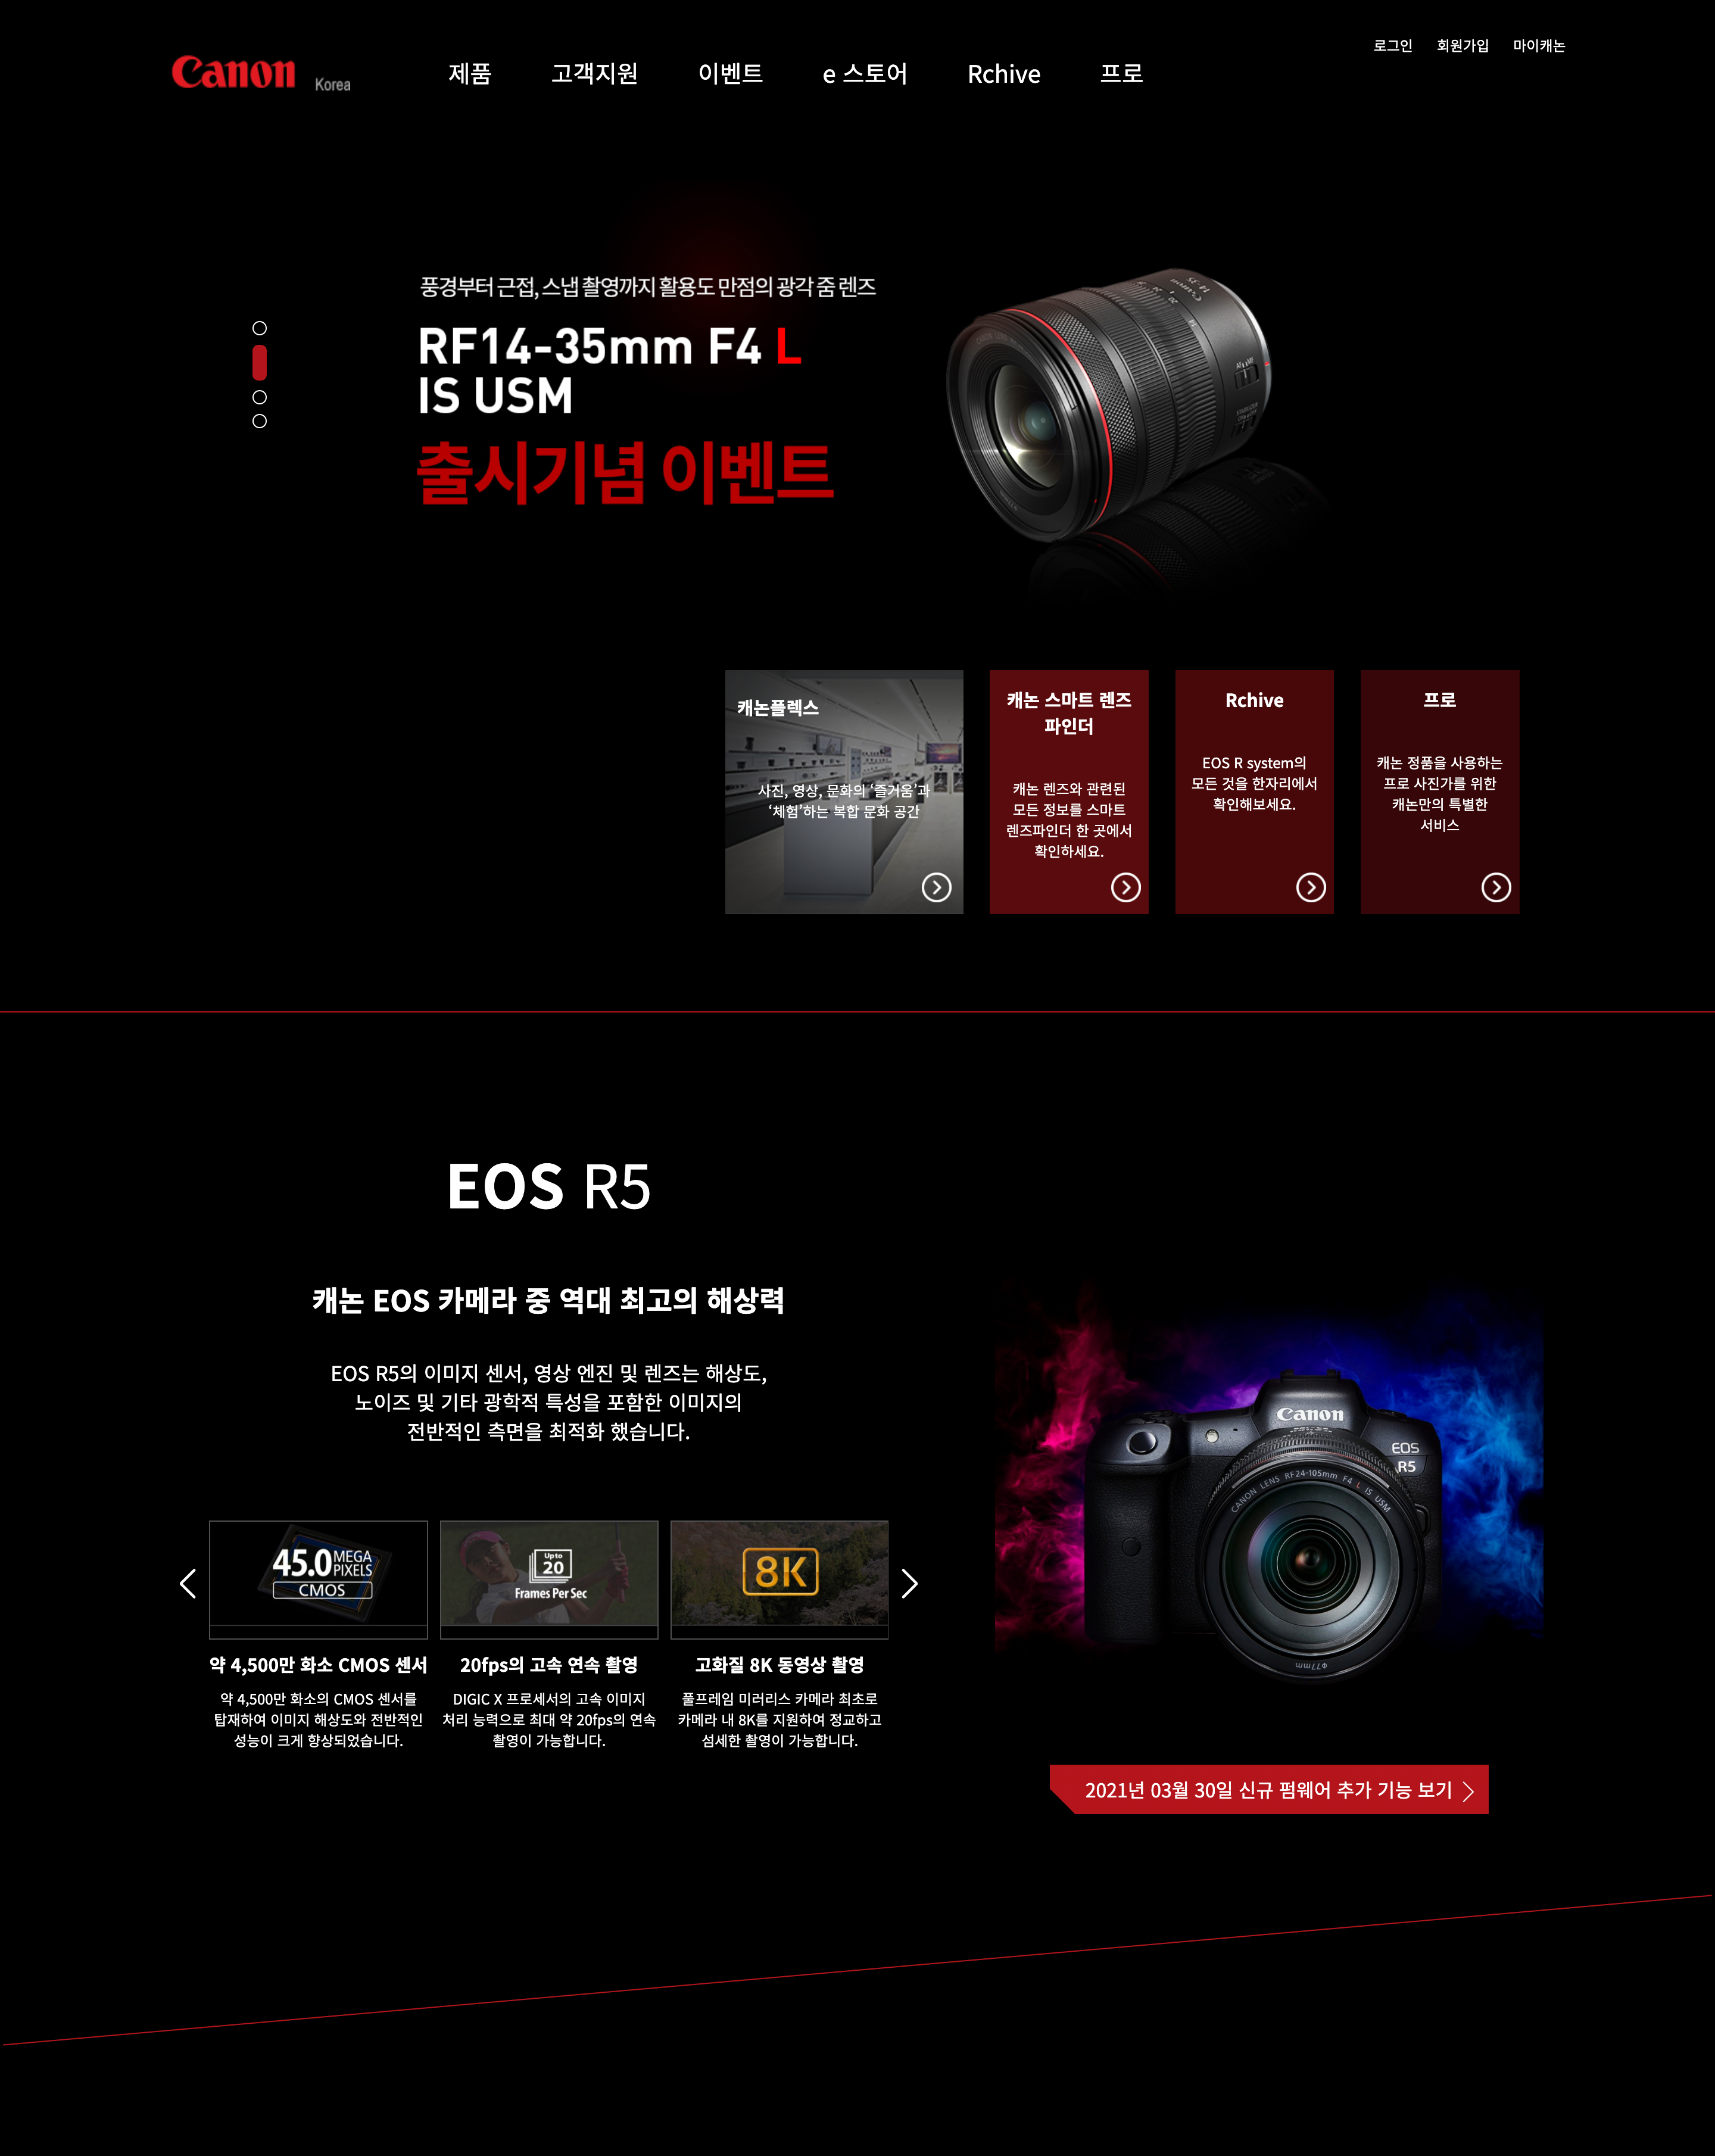 로그인 회원가입 마이캐논
Canon Korea
제품 고객지원 이벤트 e 스토어 Rchive 프로
풍경부터 근접, 스냅 촬영까지 활용도 만점의 광각 줌 렌즈
RF14-35mm F4 L
IS USM
출시기념 이벤트
캐논플렉스
사진, 영상, 문화의 ‘즐거움’과
‘체험’하는 복합 문화 공간
캐논 스마트 렌즈
파인더
캐논 렌즈와 관련된
모든 정보를 스마트
렌즈파인더 한 곳에서
확인하세요.
Rchive
EOS R system의
모든 것을 한자리에서
확인해보세요.
프로
캐논 정품을 사용하는
프로 사진가를 위한
캐논만의 특별한
서비스
EOS R5
캐논 EOS 카메라 중 역대 최고의 해상력
EOS R5의 이미지 센서, 영상 엔진 및 렌즈는 해상도,
노이즈 및 기타 광학적 특성을 포함한 이미지의
전반적인 측면을 최적화 했습니다.
45.0 MEGA
PIXELS
CMOS
약 4,500만 화소 CMOS 센서
약 4,500만 화소의 CMOS 센서를
탑재하여 이미지 해상도와 전반적인
성능이 크게 향상되었습니다.
Up to
20
Frames Per Sec
20fps의 고속 연속 촬영
DIGIC X 프로세서의 고속 이미지
처리 능력으로 최대 약 20fps의 연속
촬영이 가능합니다.
8K
고화질 8K 동영상 촬영
풀프레임 미러리스 카메라 최초로
카메라 내 8K를 지원하여 정교하고
섬세한 촬영이 가능합니다.
Canon
EOS
R5
CANON LENS RF24-105mm F4 L IS USM
Φ77mm
2021년 03월 30일 신규 펌웨어 추가 기능 보기